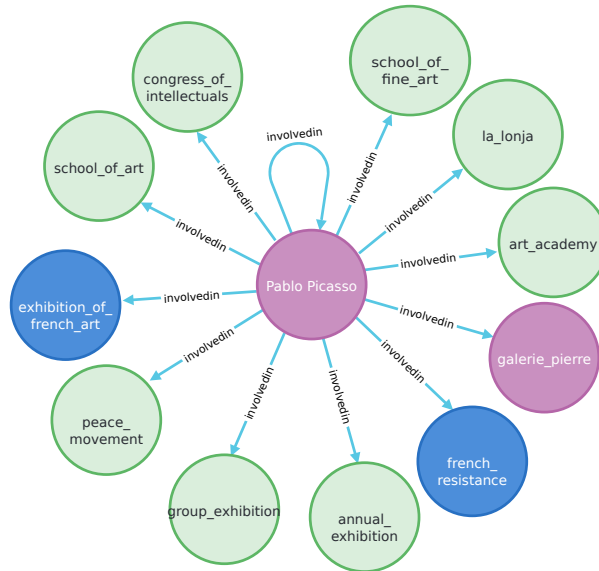 school_of_
fine_art
congress_of_
intellectuals
involvedin
la_lonja
school_of_art
involvedin
involvedin
involvedin
involvedin
art_academy
involvedin
Pablo Picasso
exhibition_of_
french_art
involvedin
involvedin
galerie_pierre
involvedin
involvedin
peace_
movement
involvedin
involvedin
french_
resistance
group_exhibition
annual_
exhibition